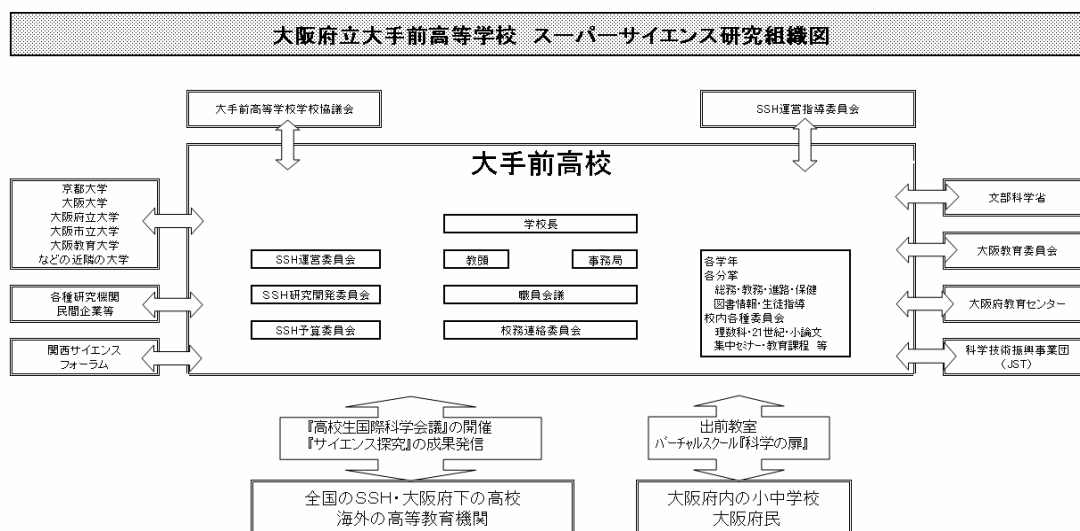 大阪府立大手前高等学校 スーパーサイエンス研究組織図
大手前高等学校学校協議会
SSH運営指導委員会
大手前高校
京都大学
大阪大学
大阪府立大学
大阪市立大学
大阪教育大学
などの近隣の大学
各種研究機関
民間企業等
関西サイエンス
フォーラム
SSH運営委員会
SSH研究開発委員会
SSH予算委員会
学校長
教頭
事務局
職員会議
校務連絡委員会
各学年
各分掌
総務・教務・進路・保健
図書情報・生徒指導
校内各種委員会
理数科・21世紀・小論文
集中セミナー・教育課程 等
文部科学省
大阪教育委員会
大阪府教育センター
科学技術振興事業団
（JST）
『高校生国際科学会議』の開催
『サイエンス探究』の成果発信
出前教室
バーチャルスクール『科学の扉』
全国のSSH・大阪府下の高校
海外の高等教育機関
大阪府内の小中学校
大阪府民